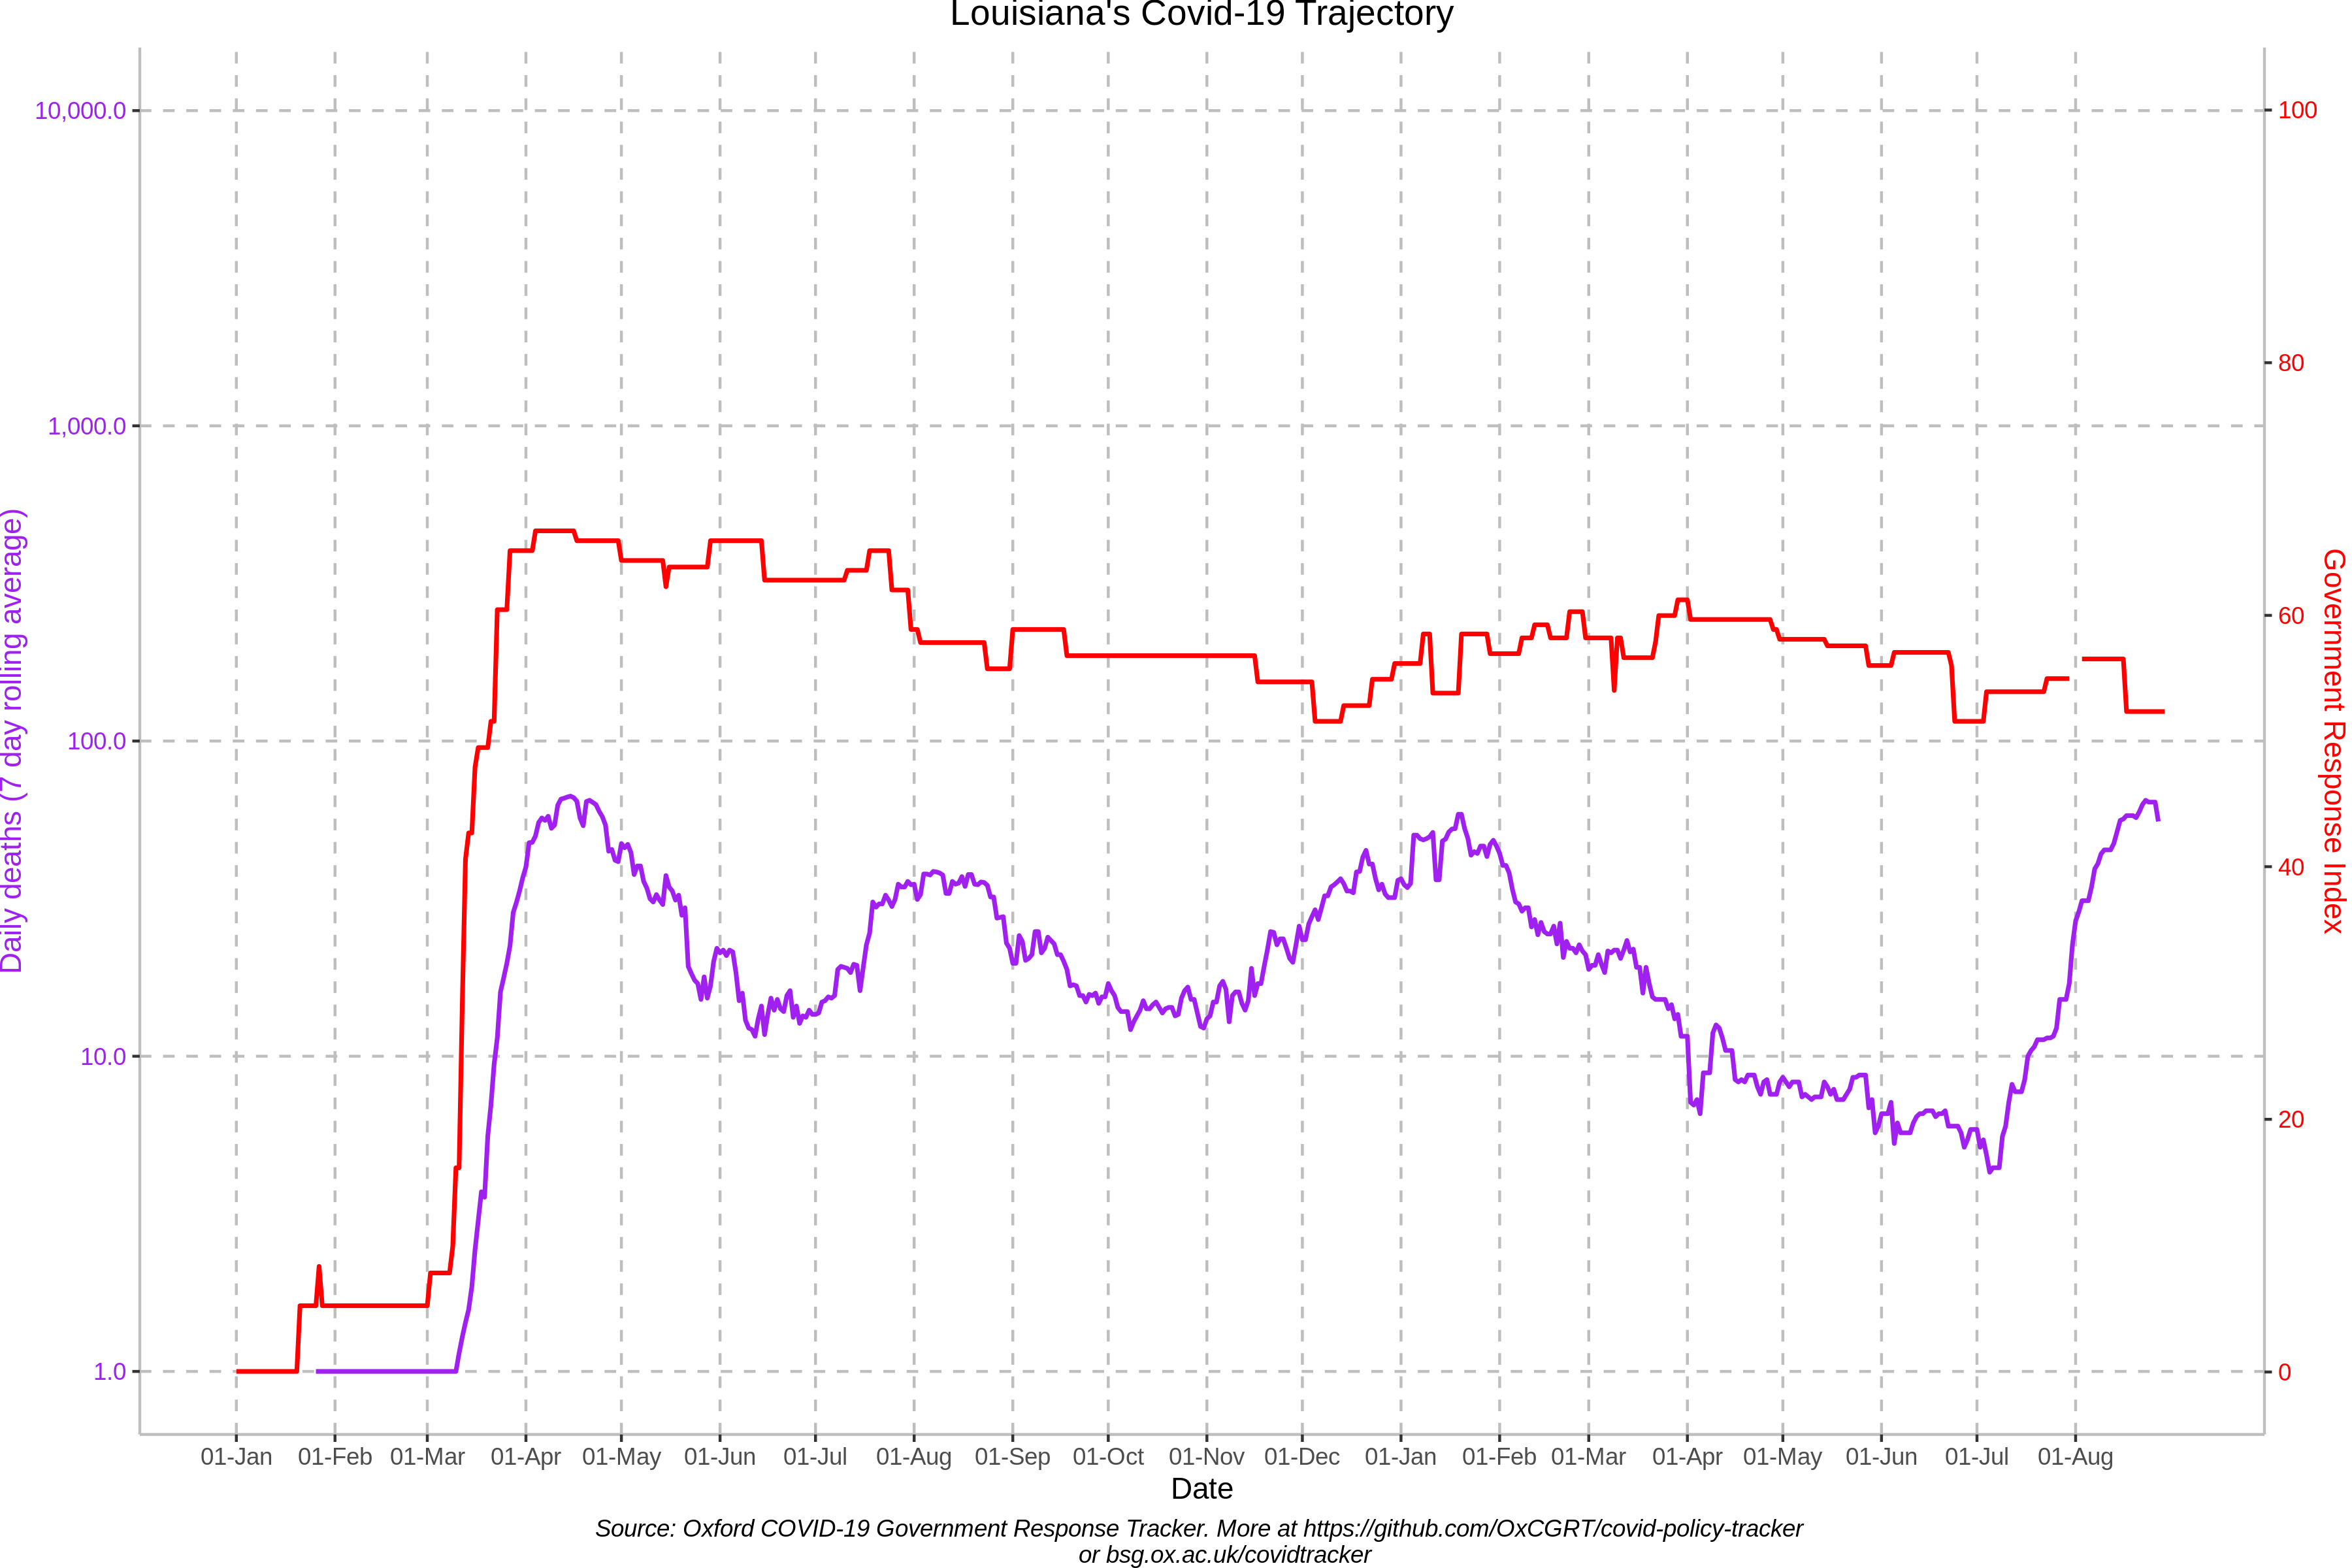 Louisiana's Covid-19 Trajectory
10,000.0
1,000.0
100.0
10.0
1.0
Daily deaths (7 day rolling average)
100
80
60
40
20
0
Government Response Index
01-Jan 01-Feb 01-Mar 01-Apr 01-May 01-Jun 01-Jul 01-Aug 01-Sep 01-Oct 01-Nov 01-Dec 01-Jan 01-Feb 01-Mar 01-Apr 01-May 01-Jun 01-Jul 01-Aug
Date
Source: Oxford COVID-19 Government Response Tracker. More at https://github.com/OxCGRT/covid-policy-tracker
or bsg.ox.ac.uk/covidtracker